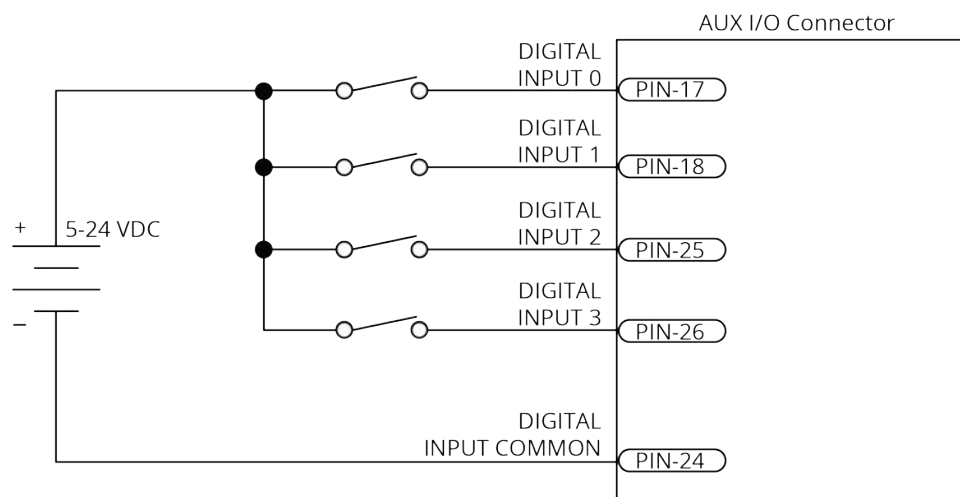 AUX I/O Connector
DIGITAL
INPUT 0
PIN-17
DIGITAL
INPUT 1
PIN-18
+
5-24 VDC
DIGITAL
INPUT 2
PIN-25
DIGITAL
INPUT 3
PIN-26
–
DIGITAL
INPUT COMMON
PIN-24